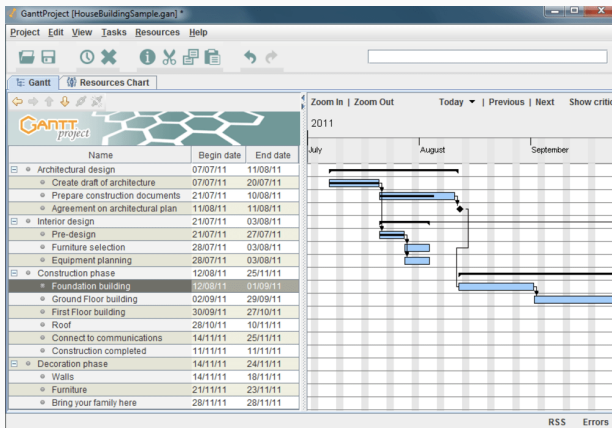 GanttProject [HouseBuildingSample.gan] *
Project Edit View Tasks Resources Help
Gantt Resources Chart
Zoom In | Zoom Out Today | Previous | Next Show critic
GANTT project
2011
July August September
Name Begin date End date
Architectural design 07/07/11 11/08/11
Create draft of architecture 07/07/11 20/07/11
Prepare construction documents 21/07/11 10/08/11
Agreement on architectural plan 11/08/11 11/08/11
Interior design 21/07/11 03/08/11
Pre-design 21/07/11 27/07/11
Furniture selection 28/07/11 03/08/11
Equipment planning 28/07/11 03/08/11
Construction phase 12/08/11 25/11/11
Foundation building 12/08/11 01/09/11
Ground Floor building 02/09/11 29/09/11
First Floor building 30/09/11 27/10/11
Roof 28/10/11 10/11/11
Connect to communications 14/11/11 25/11/11
Construction completed 11/11/11 11/11/11
Decoration phase 14/11/11 24/11/11
Walls 14/11/11 18/11/11
Furniture 21/11/11 23/11/11
Bring your family here 28/11/11 28/11/11
RSS Errors